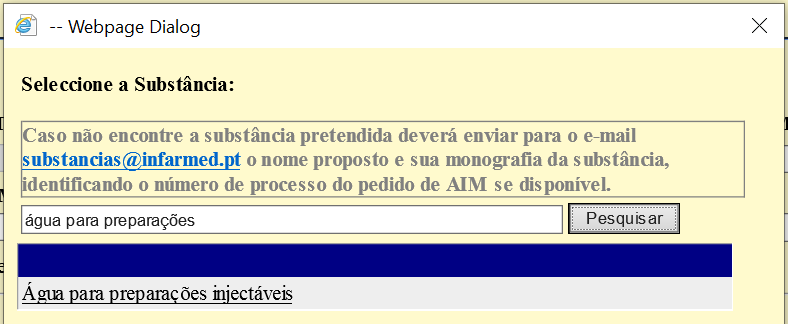 -- Webpage Dialog
Seleccione a Substância:
Caso não encontre a substância pretendida deverá enviar para o e-mail
substancias@infarmed.pt o nome proposto e sua monografia da substância,
identificando o número de processo do pedido de AIM se disponível.
água para preparações Pesquisar
Água para preparações injectáveis